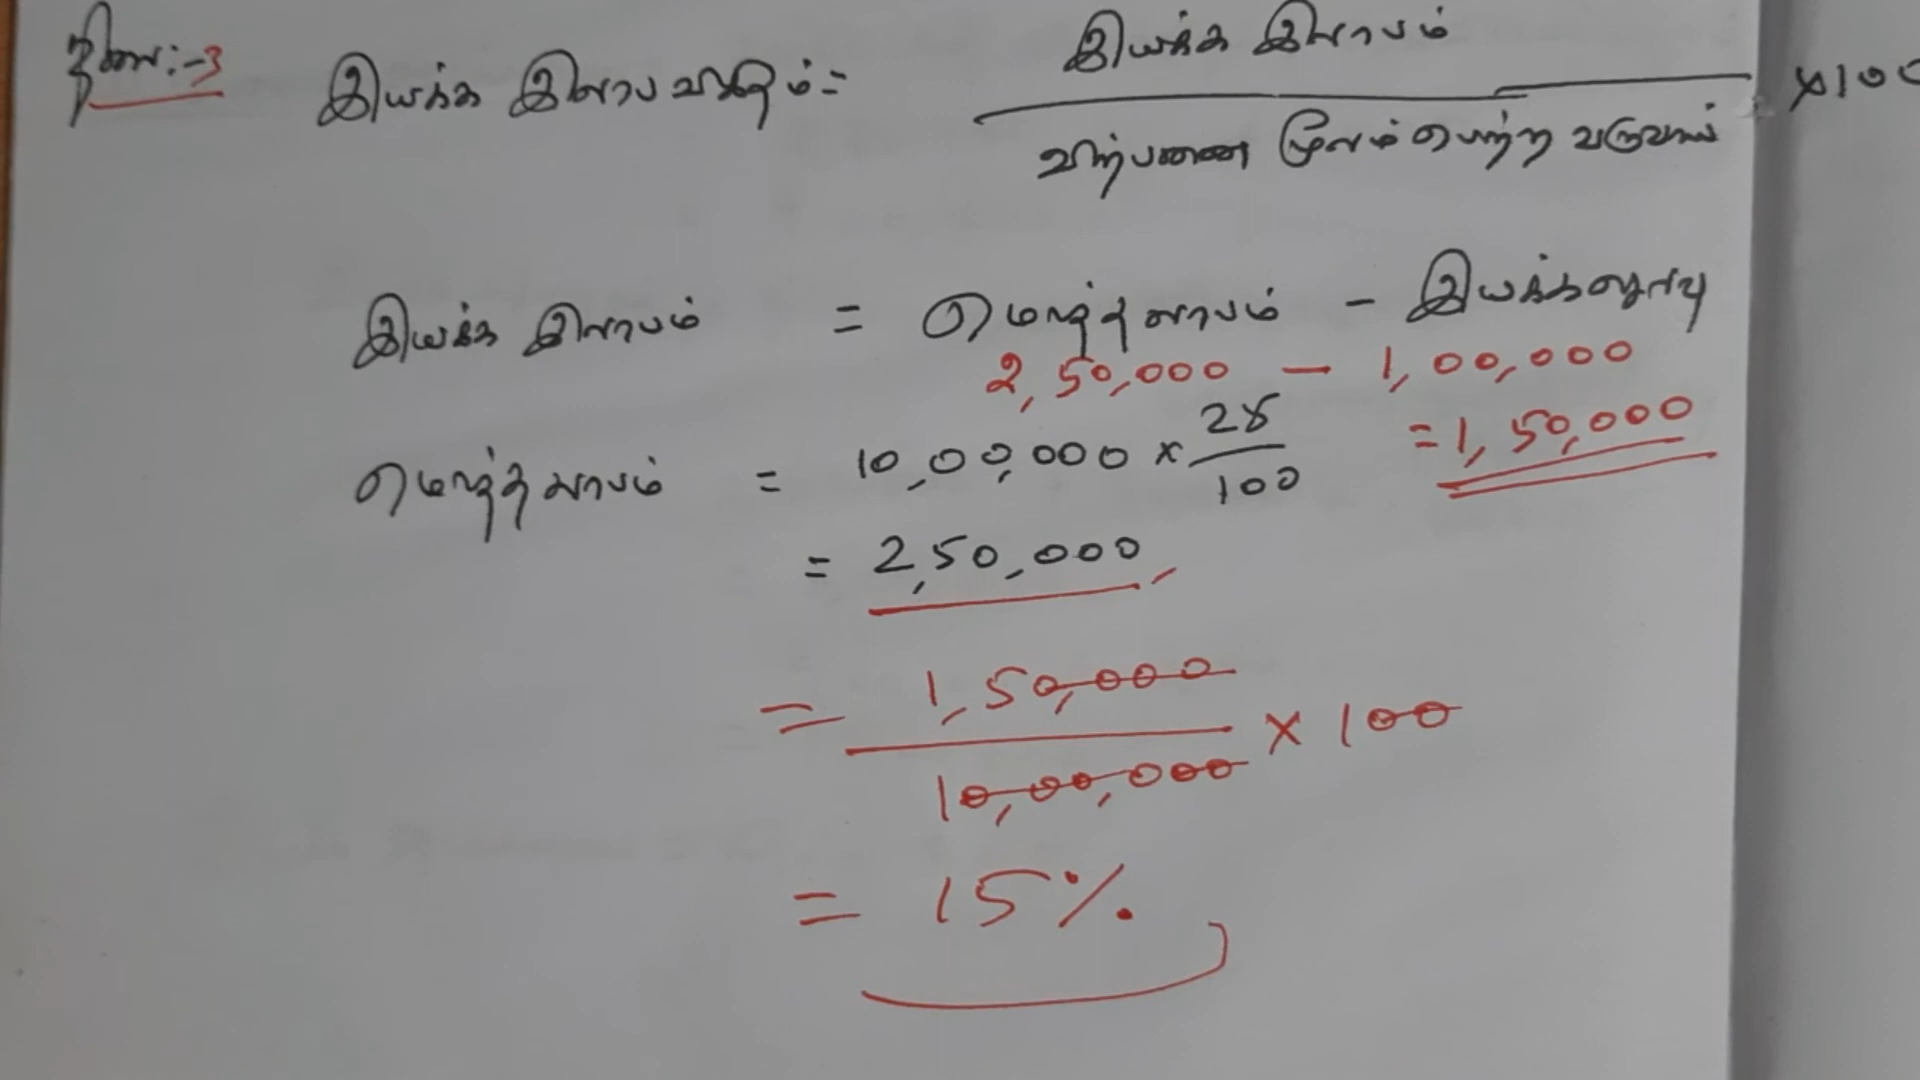 நிலை:-3
இயக்க இலாப விகிதம் = இயக்க இலாபம் / விற்பனை மூலம் பெற்ற வருவாய் × 100
இயக்க இலாபம் = மொத்த லாபம் - இயக்கசெலவு
2,50,000 - 1,00,000
= 1,50,000
மொத்த லாபம் = 10,00,000 × 25/100
= 2,50,000
= 1,50,000 / 10,00,000 × 100
= 15%.